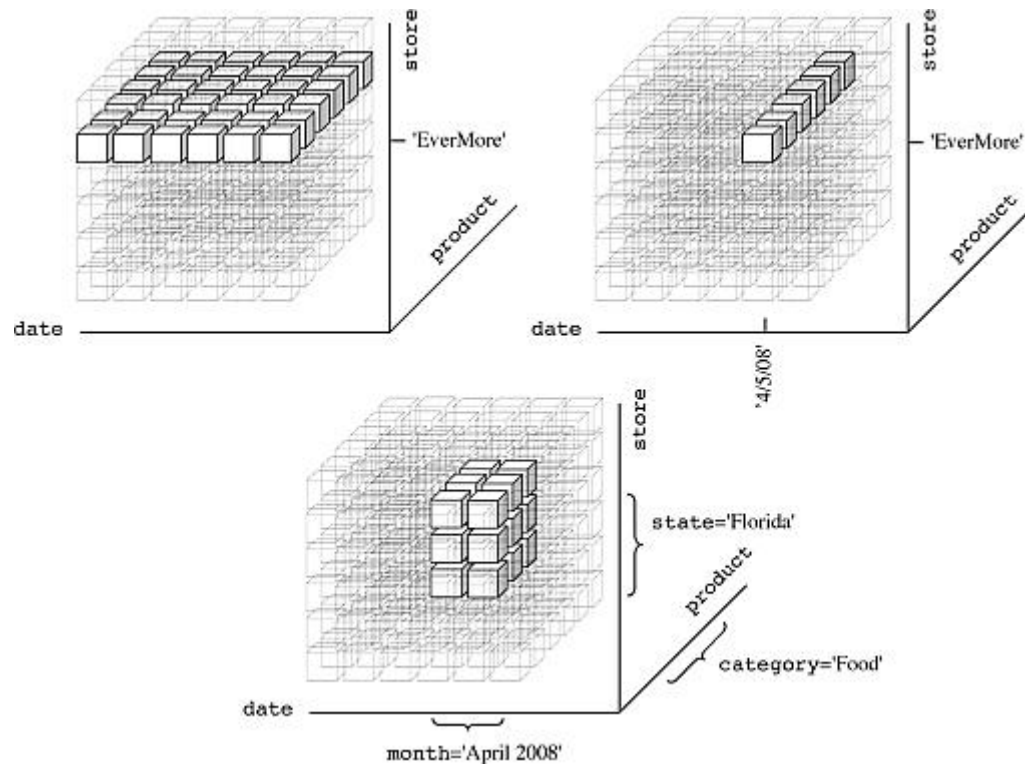 store
'EverMore'
product
date
store
'EverMore'
product
date
'4/5/08'
store
state='Florida'
product
category='Food'
date
month='April 2008'